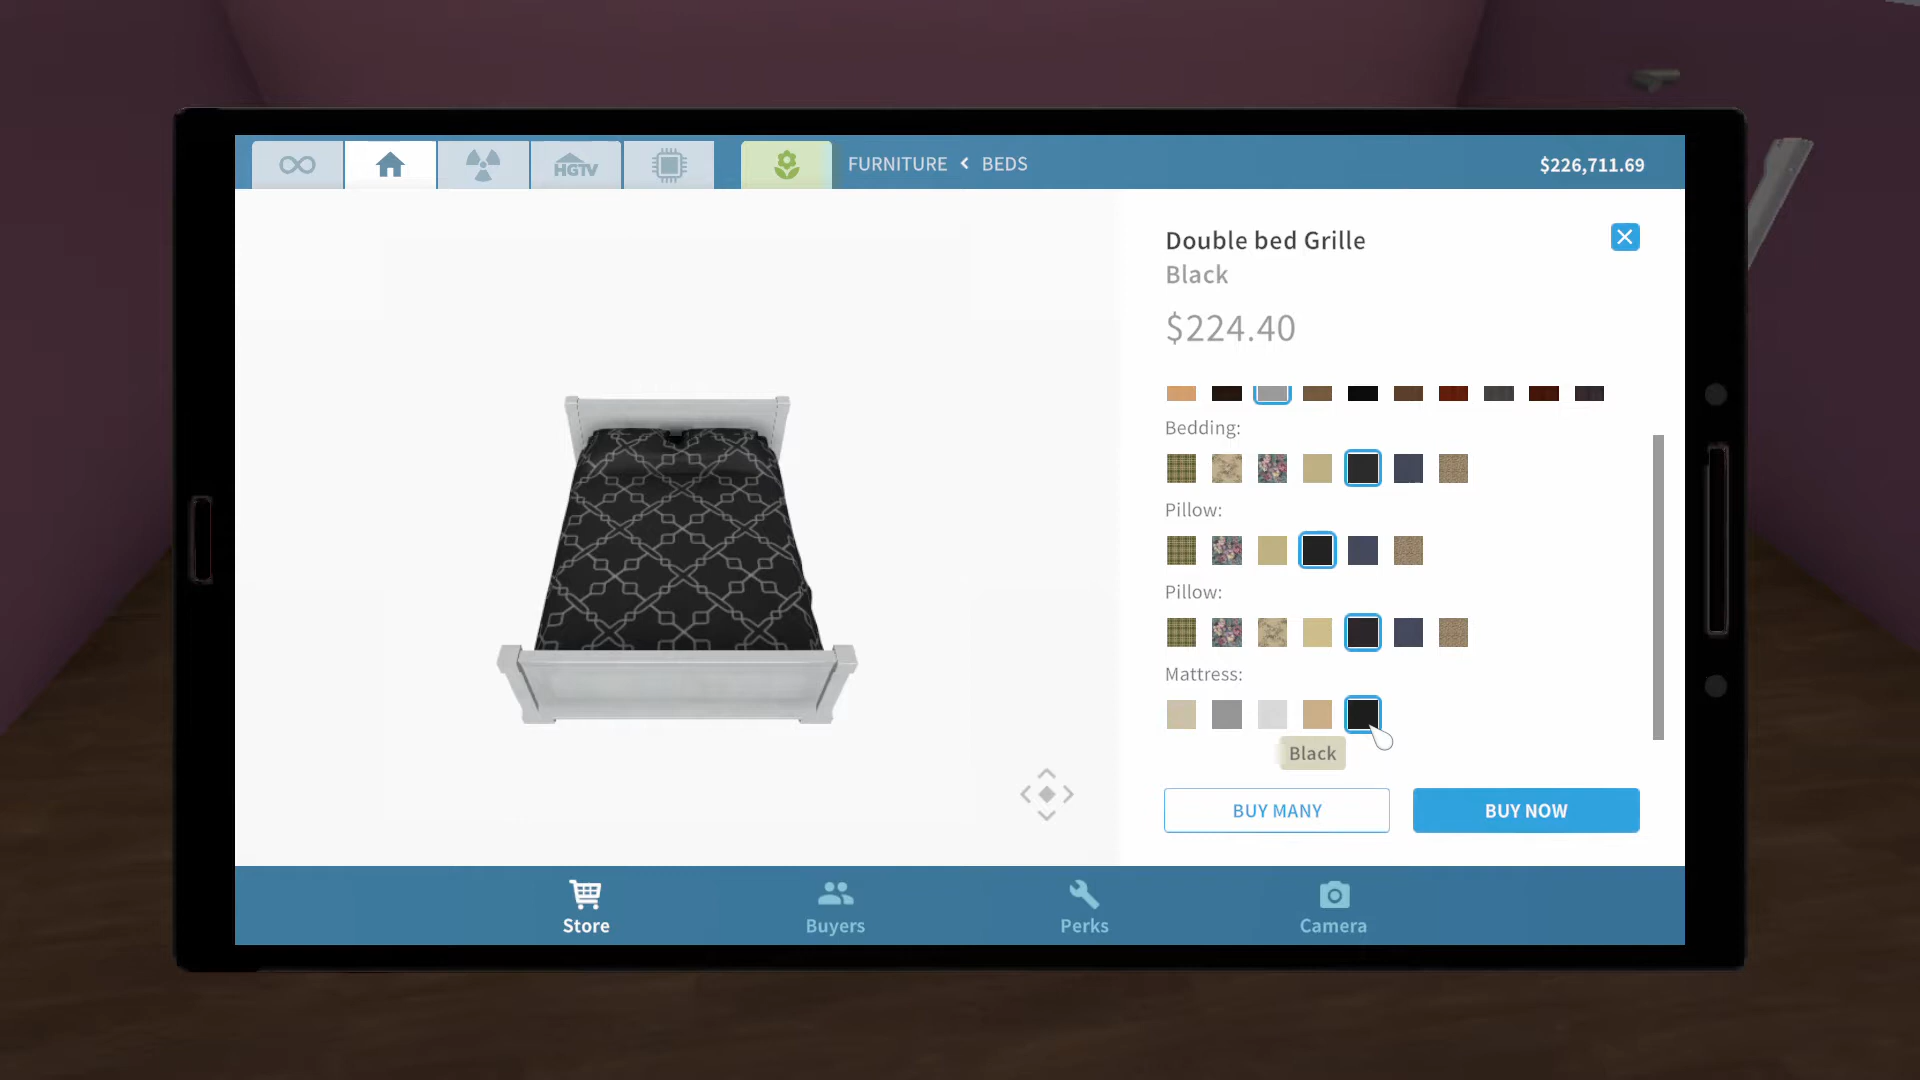 HGTV
FURNITURE < BEDS
$226,711.69
Double bed Grille
Black
$224.40
Bedding:
Pillow:
Pillow:
Mattress:
Black
BUY MANY
BUY NOW
Store
Buyers
Perks
Camera